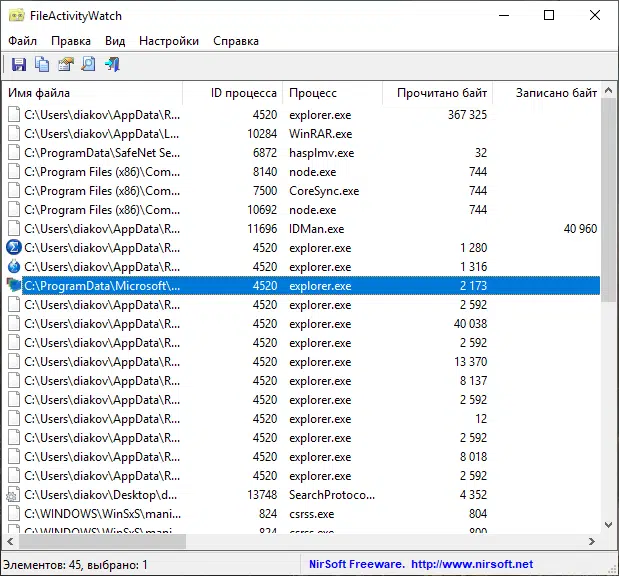 FileActivityWatch
Файл Правка Вид Настройки Справка
Имя файла ID процесса Процесс Прочитано байт Записано байт
C:\Users\diakov\AppData\R... 4520 explorer.exe 367 325
C:\Users\diakov\AppData\L... 10284 WinRAR.exe
C:\ProgramData\SafeNet Se... 6872 hasplmv.exe 32
C:\Program Files (x86)\Com... 8140 node.exe 744
C:\Program Files (x86)\Com... 7500 CoreSync.exe 744
C:\Program Files (x86)\Com... 10692 node.exe 744
C:\Users\diakov\AppData\R... 11696 IDMan.exe 40 960
C:\Users\diakov\AppData\R... 4520 explorer.exe 1 280
C:\Users\diakov\AppData\R... 4520 explorer.exe 1 316
C:\ProgramData\Microsoft\... 4520 explorer.exe 2 173
C:\Users\diakov\AppData\R... 4520 explorer.exe 2 592
C:\Users\diakov\AppData\R... 4520 explorer.exe 40 038
C:\Users\diakov\AppData\R... 4520 explorer.exe 2 592
C:\Users\diakov\AppData\R... 4520 explorer.exe 13 370
C:\Users\diakov\AppData\R... 4520 explorer.exe 8 137
C:\Users\diakov\AppData\R... 4520 explorer.exe 2 592
C:\Users\diakov\AppData\R... 4520 explorer.exe 12
C:\Users\diakov\AppData\R... 4520 explorer.exe 2 592
C:\Users\diakov\AppData\R... 4520 explorer.exe 8 018
C:\Users\diakov\AppData\R... 4520 explorer.exe 2 592
C:\Users\diakov\Desktop\d... 13748 SearchProtoco... 4 352
C:\WINDOWS\WinSxS\mani... 824 csrss.exe 804
C:\WINDOWS\WinSxS\mani... 824 csrss.exe 800
Элементов: 45, выбрано: 1 NirSoft Freeware. http://www.nirsoft.net